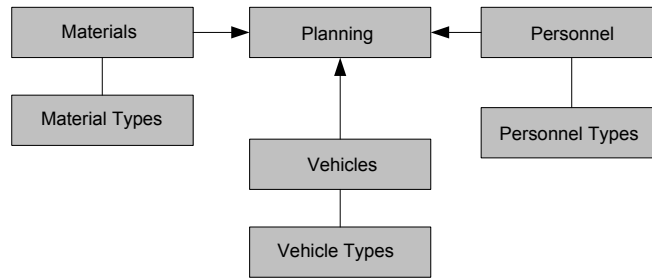 Materials
Planning
Personnel
Material Types
Personnel Types
Vehicles
Vehicle Types